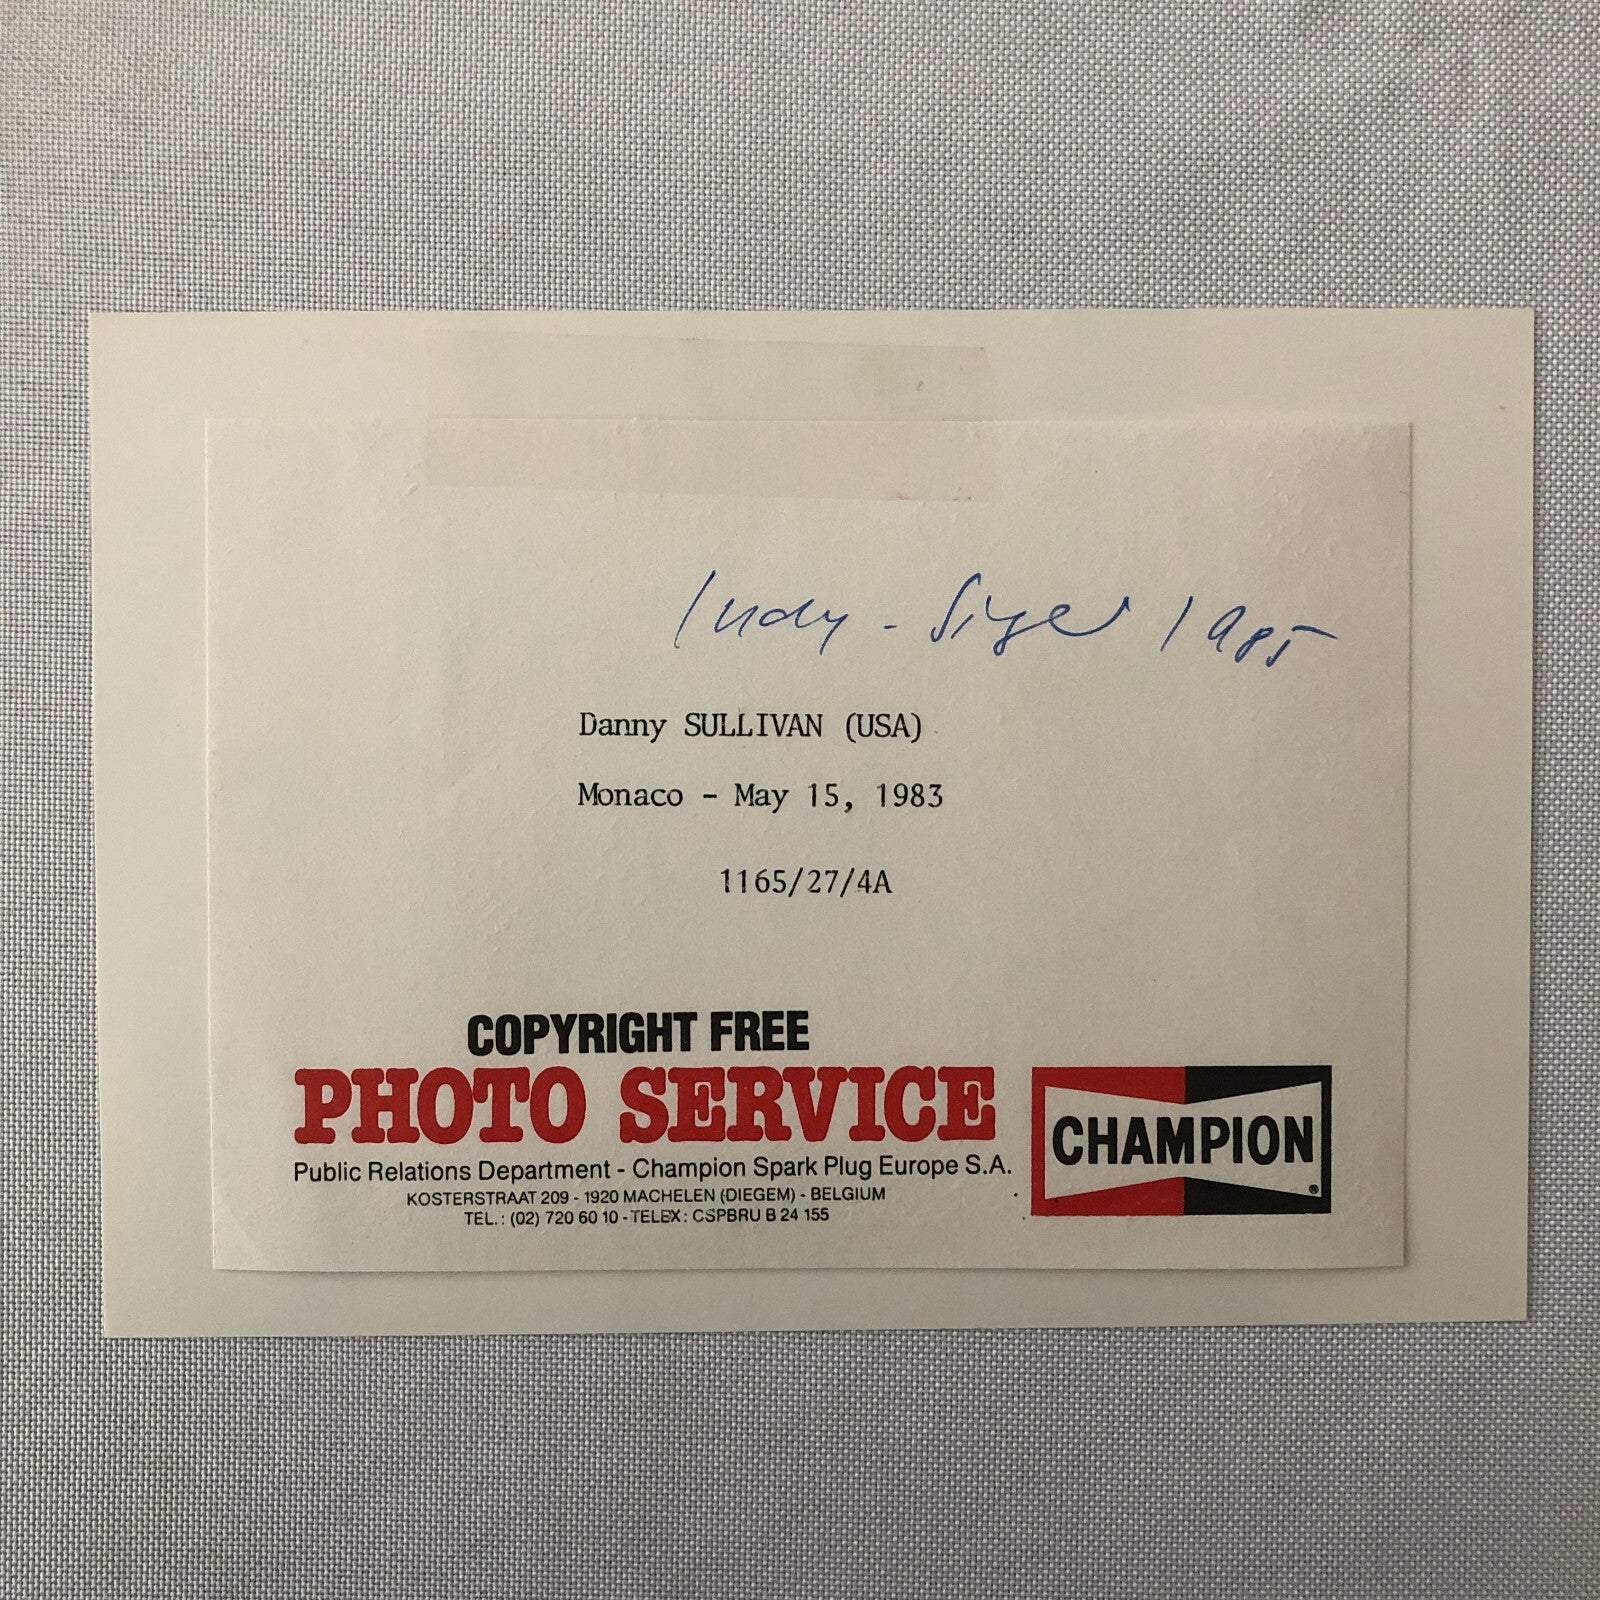 Indy - Sieger 1985
Danny SULLIVAN (USA)
Monaco - May 15, 1983
1165/27/4A
COPYRIGHT FREE
PHOTO SERVICE
Public Relations Department - Champion Spark Plug Europe S.A.
KOSTERSTRAAT 209 - 1920 MACHELEN (DIEGEM) - BELGIUM
TEL.: (02) 720 60 10 - TELEX: CSPBRU B 24 155
CHAMPION®